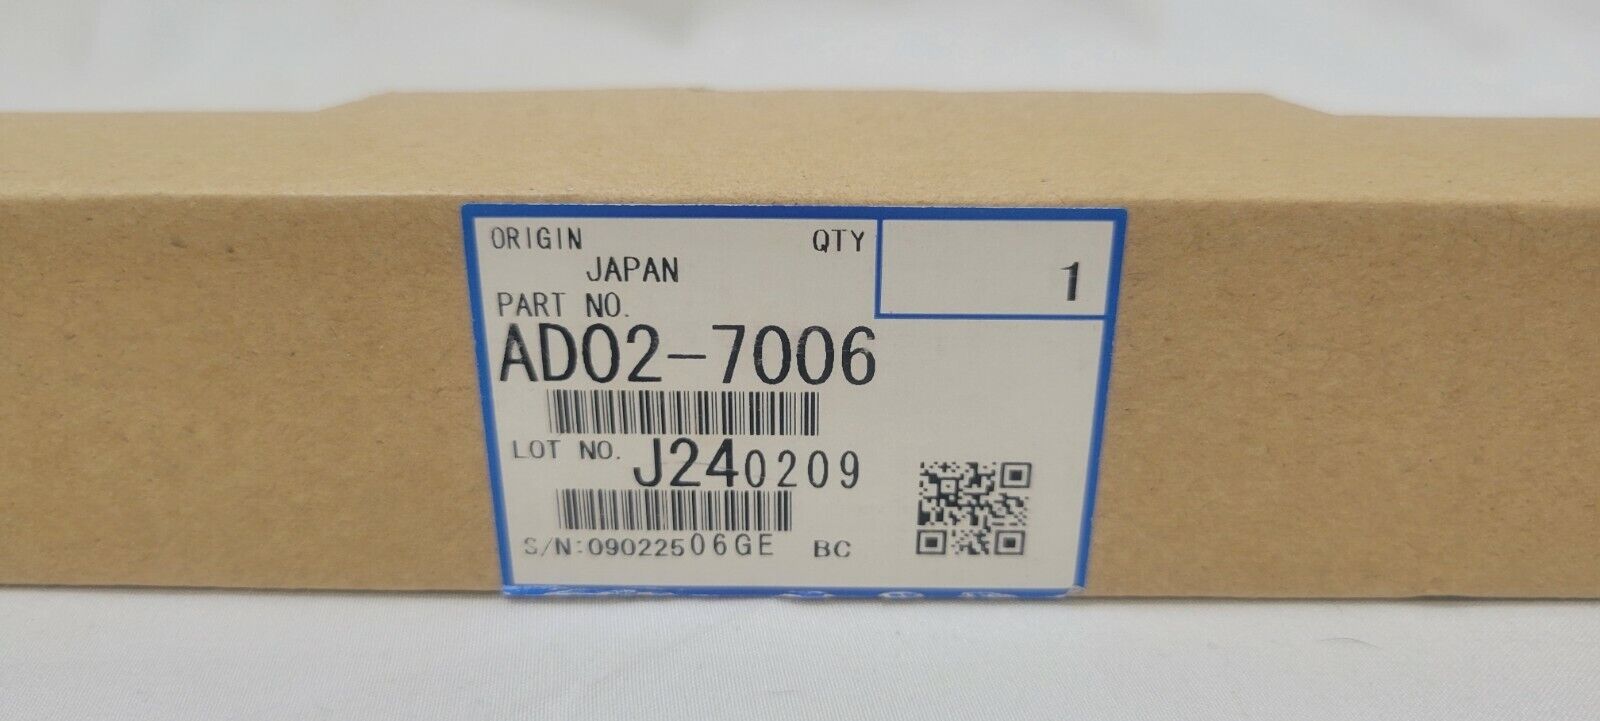 ORIGIN QTY
JAPAN 1
PART NO.
AD02-7006
LOT NO. J240209
S/N:09022506GE BC